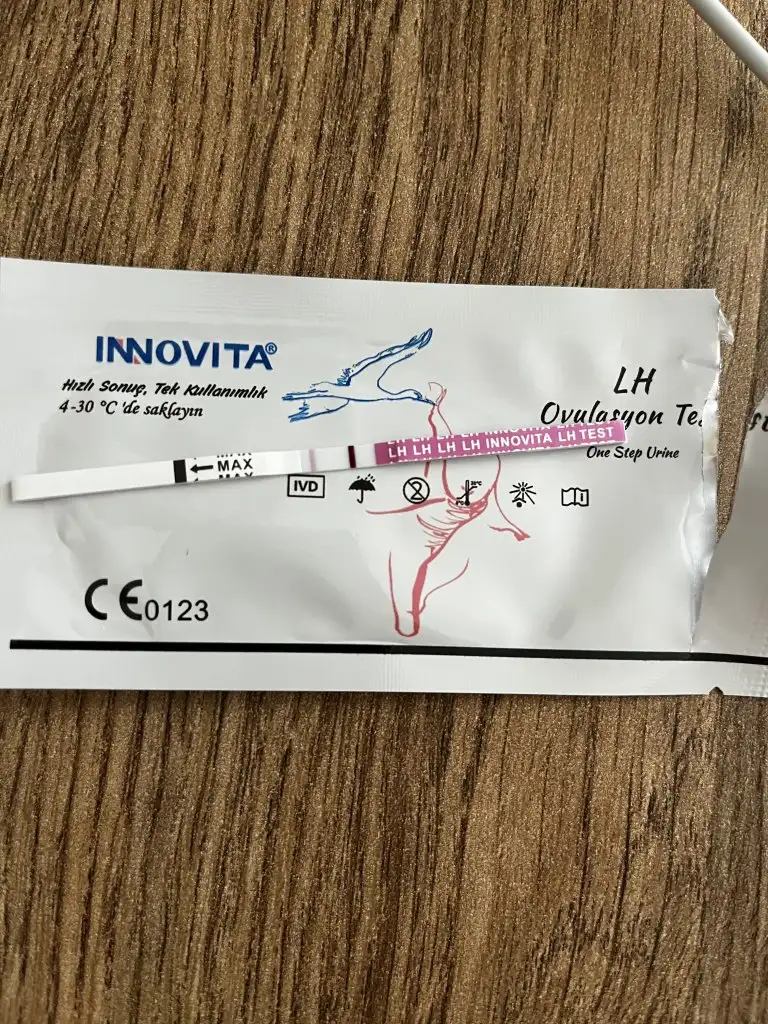 INNOVITA®
Hızlı Sonuç, Tek Kullanımlık
4-30 °C 'de saklayın
LH
Ovulasyon
One Step Urine
MAX
LH LH LH LH INNOVITA LH TEST
IVD
CE0123